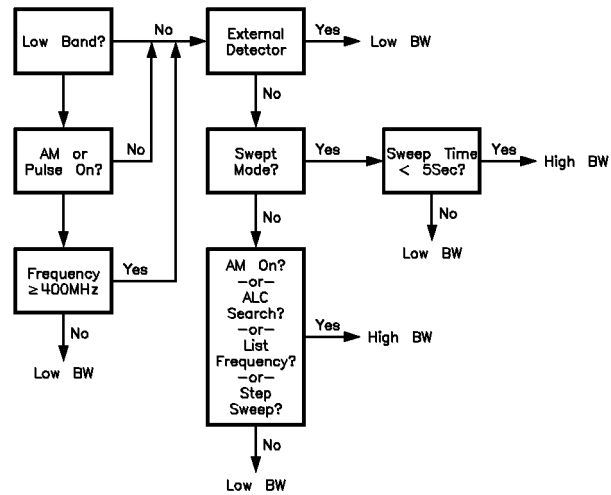 Low Band?
No
External
Detector
Yes
Low BW
No
AM or
Pulse On?
No
Swept
Mode?
Yes
Sweep Time
< 5Sec?
Yes
High BW
No
No
Low BW
Frequency
≥400MHz
Yes
AM On?
–or–
ALC
Search?
–or–
List
Frequency?
–or–
Step
Sweep?
Yes
High BW
No
Low BW
No
Low BW